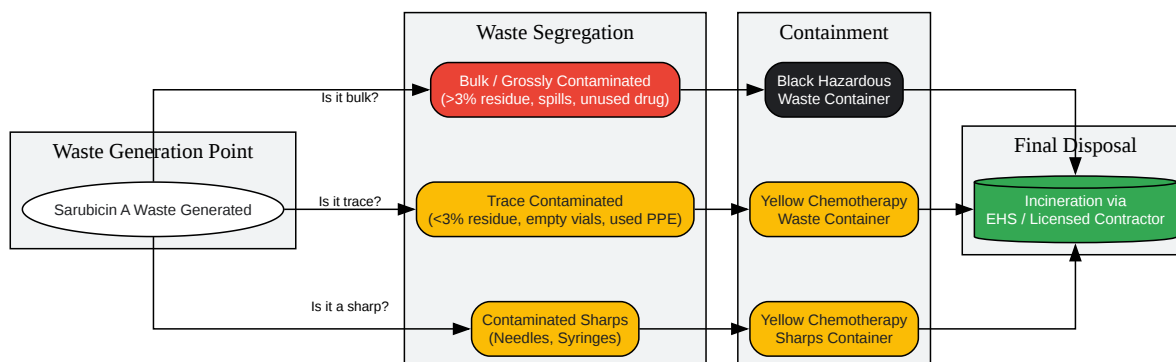 Waste Segregation
Containment
Bulk / Grossly Contaminated
(>3% residue, spills, unused drug)
Black Hazardous
Waste Container
Is it bulk?
Waste Generation Point
Final Disposal
Sarubicin A Waste Generated
Is it trace?
Trace Contaminated
(<3% residue, empty vials, used PPE)
Yellow Chemotherapy
Waste Container
Incineration via
EHS / Licensed Contractor
Is it a sharp?
Contaminated Sharps
(Needles, Syringes)
Yellow Chemotherapy
Sharps Container